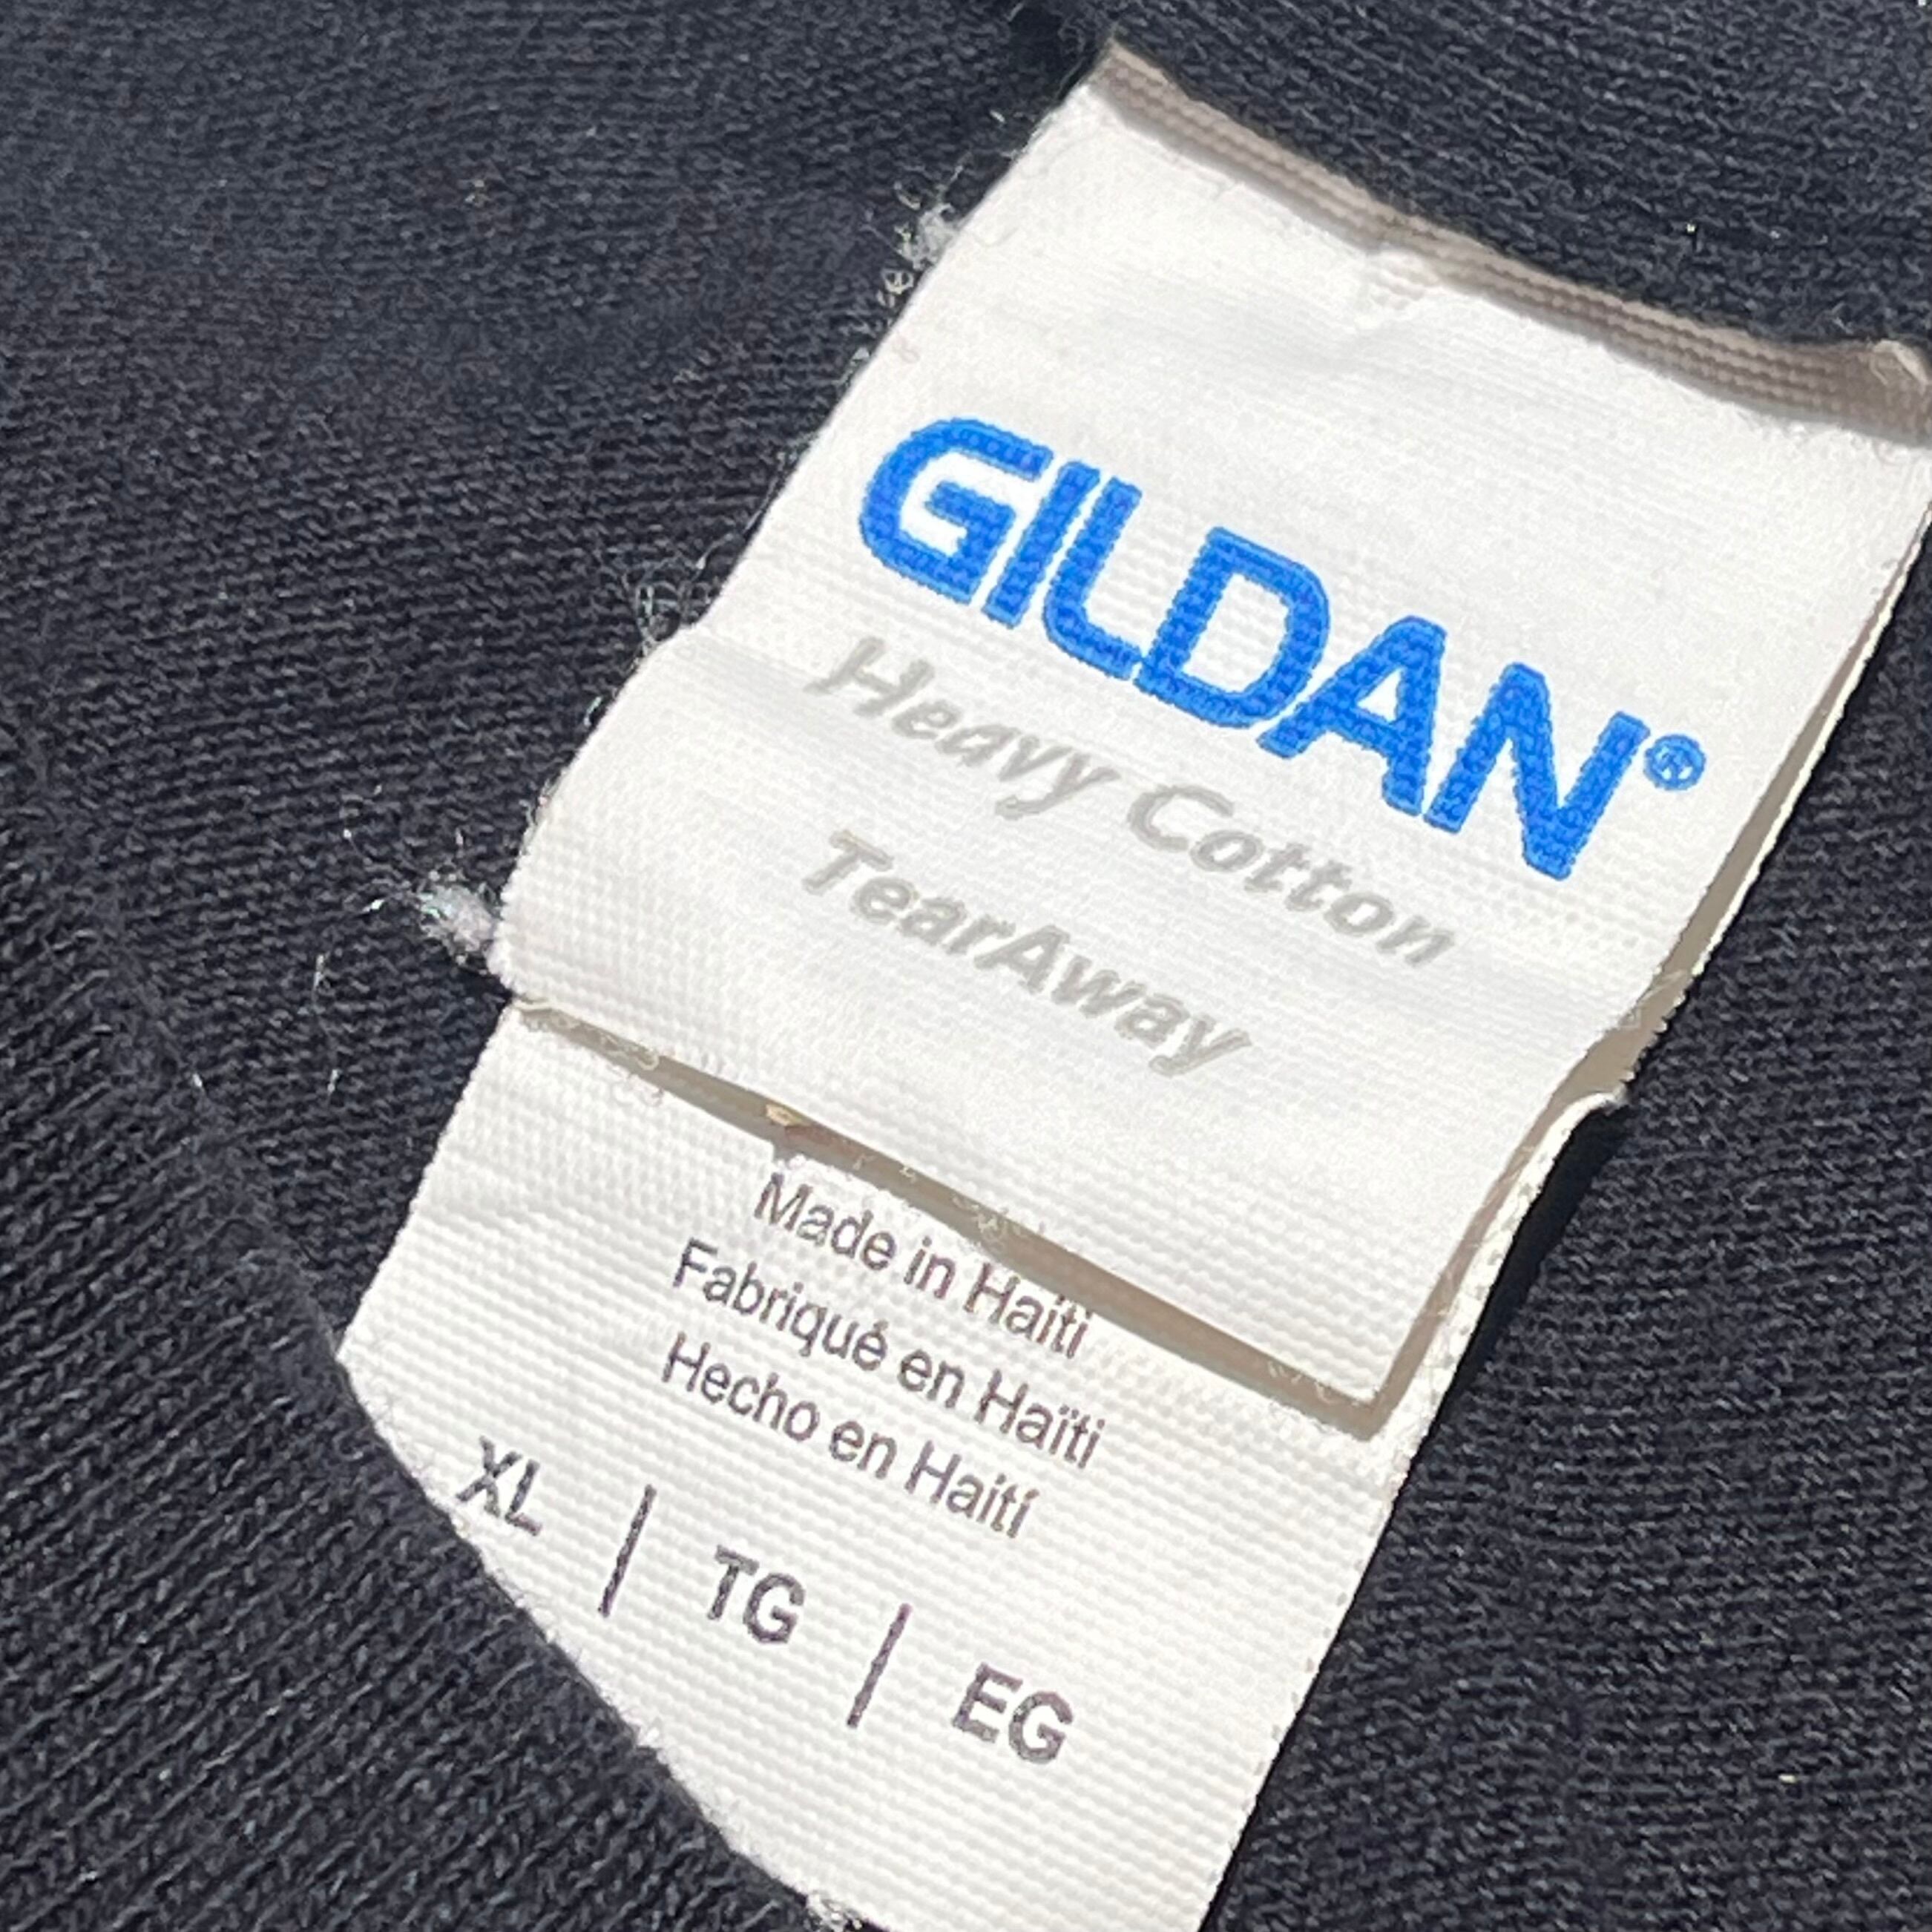 GILDAN®
Heavy Cotton
TearAway
Made in Haiti
Fabriqué en Haïti
Hecho en Haití
XL | TG | EG